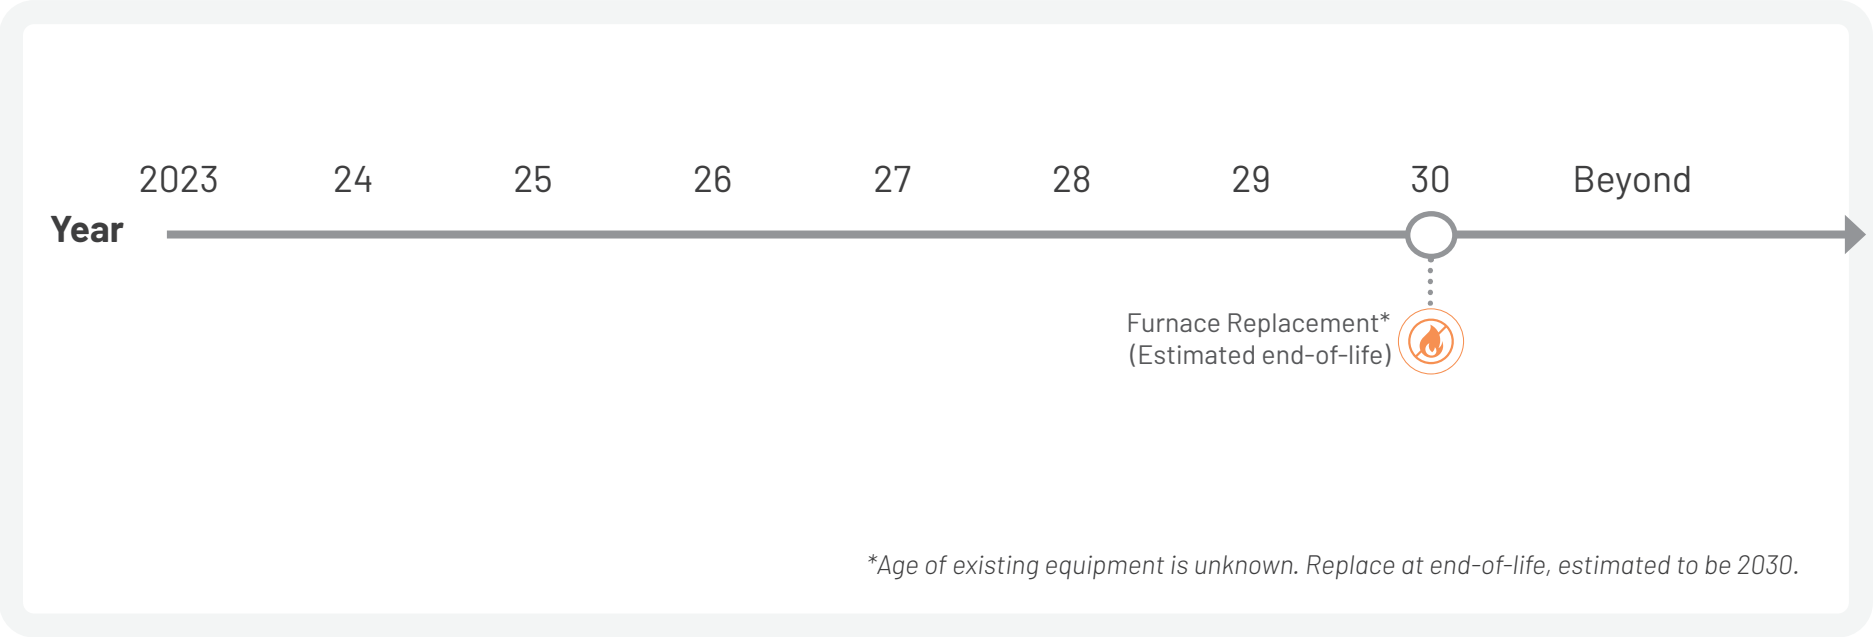 2023 24 25 26 27 28 29 30 Beyond
Year
Furnace Replacement*
(Estimated end-of-life)
*Age of existing equipment is unknown. Replace at end-of-life, estimated to be 2030.